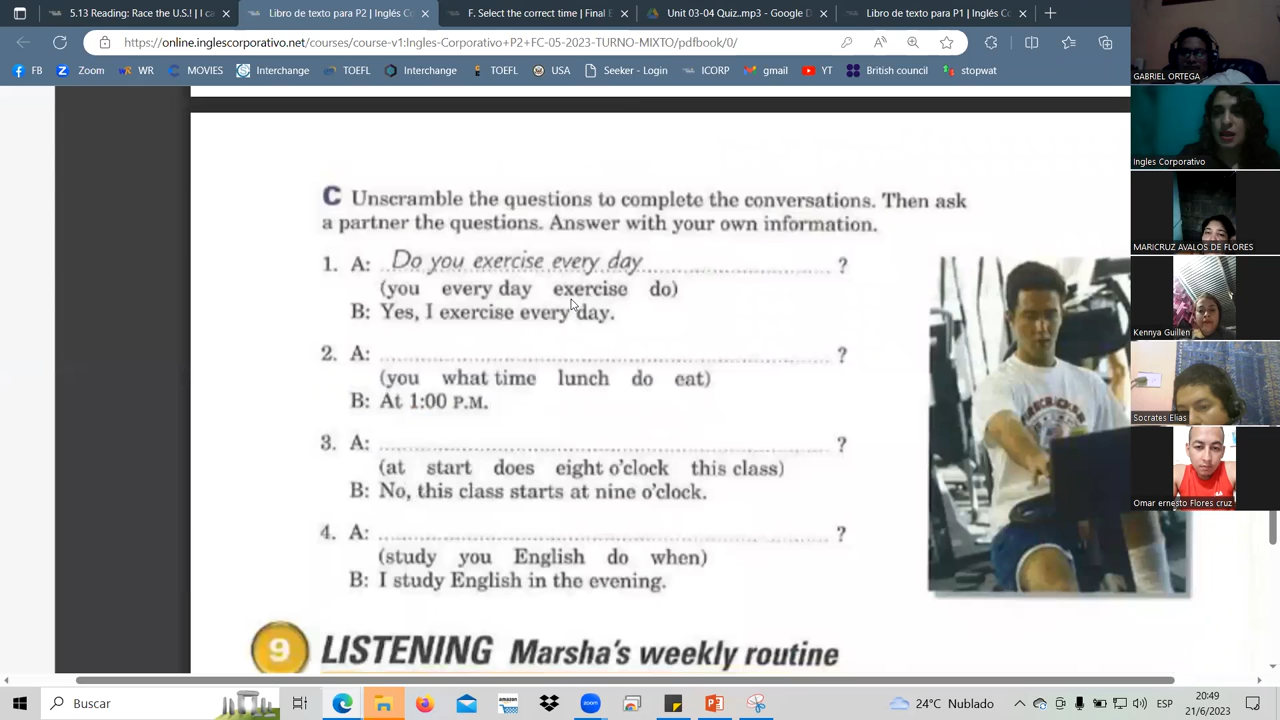 5.13 Reading: Race the U.S.! | I ca
Libro de texto para P2 | Inglés Co
F. Select the correct time | Final E
Unit 03-04 Quiz..mp3 - Google D
Libro de texto para P1 | Inglés Co
https://online.inglescorporativo.net/courses/course-v1:Ingles-Corporativo+P2+FC-05-2023-TURNO-MIXTO/pdfbook/0/
FB Zoom WR MOVIES Interchange TOEFL Interchange TOEFL USA Seeker - Login ICORP gmail YT British council stopwat
GABRIEL ORTEGA
Ingles Corporativo
MARICRUZ AVALOS DE FLORES
Kennya Guillen
Socrates Elias
Omar ernesto Flores cruz
C Unscramble the questions to complete the conversations. Then ask
a partner the questions. Answer with your own information.
1. A: Do you exercise every day ?
(you every day exercise do)
B: Yes, I exercise every day.
2. A: ?
(you what time lunch do eat)
B: At 1:00 P.M.
3. A: ?
(at start does eight o'clock this class)
B: No, this class starts at nine o'clock.
4. A: ?
(study you English do when)
B: I study English in the evening.
9 LISTENING Marsha's weekly routine
Buscar
24°C Nublado
ESP
20:49
21/6/2023